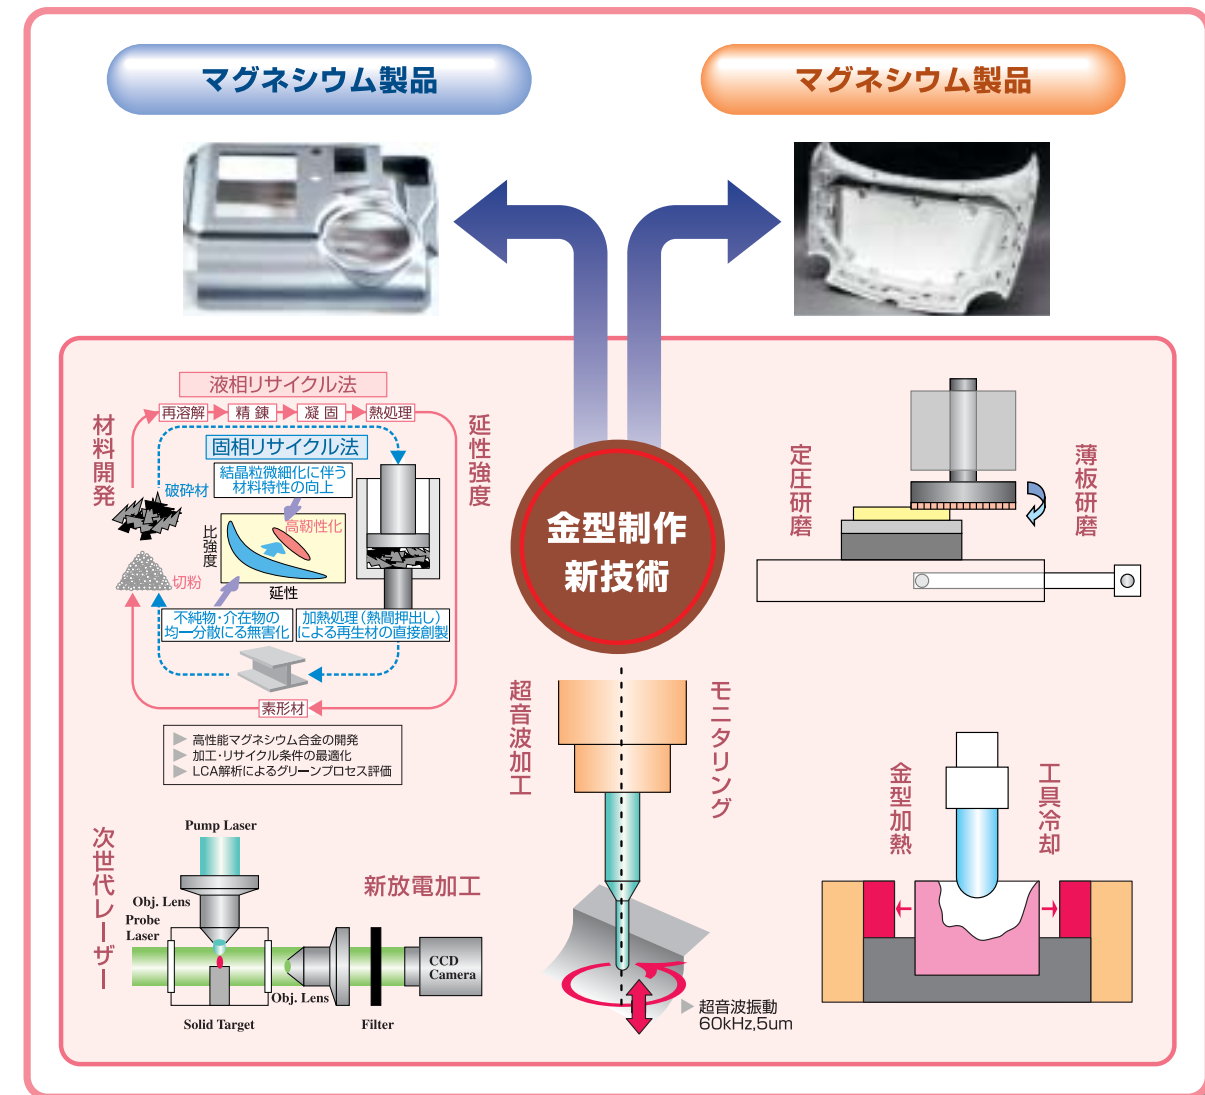 マグネシウム製品
マグネシウム製品
液相リサイクル法
再溶解
精錬
凝固
熱処理
材料開発
延性強度
固相リサイクル法
結晶粒微細化に伴う
材料特性の向上
破砕材
高靭性化
比強度
延性
切粉
不純物・介在物の
均一分散にる無害化
加熱処理(熱間押出し)
による再生材の直接創製
素形材
高性能マグネシウム合金の開発
加工・リサイクル条件の最適化
LCA解析によるグリーンプロセス評価
金型制作
新技術
定圧研磨
薄板研磨
超音波加工
モニタリング
超音波振動
60kHz,5um
金型加熱
工具冷却
次世代レーザー
新放電加工
Pump Laser
Obj. Lens
Probe
Laser
CCD
Camera
Obj. Lens
Solid Target
Filter